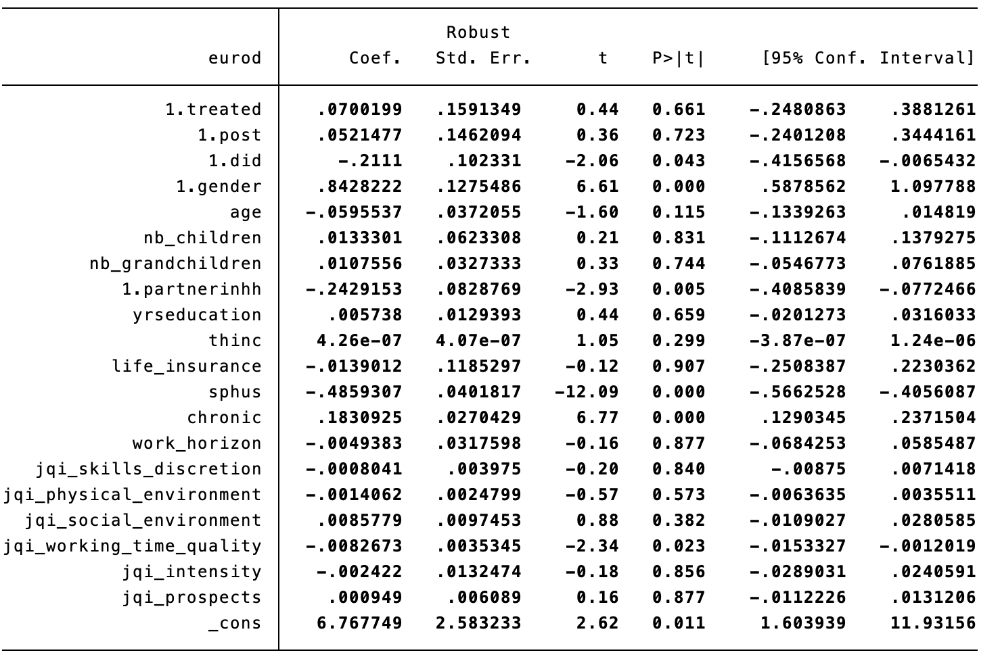 Robust
eurod Coef. Std. Err. t P>|t| [95% Conf. Interval]
1.treated .0700199 .1591349 0.44 0.661 -.2480863 .3881261
1.post .0521477 .1462094 0.36 0.723 -.2401208 .3444161
1.did -.2111 .102331 -2.06 0.043 -.4156568 -.0065432
1.gender .8428222 .1275486 6.61 0.000 .5878562 1.097788
age -.0595537 .0372055 -1.60 0.115 -.1339263 .014819
nb_children .0133301 .0623308 0.21 0.831 -.1112674 .1379275
nb_grandchildren .0107556 .0327333 0.33 0.744 -.0546773 .0761885
1.partnerinhh -.2429153 .0828769 -2.93 0.005 -.4085839 -.0772466
yrseducation .005738 .0129393 0.44 0.659 -.0201273 .0316033
thinc 4.26e-07 4.07e-07 1.05 0.299 -3.87e-07 1.24e-06
life_insurance -.0139012 .1185297 -0.12 0.907 -.2508387 .2230362
sphus -.4859307 .0401817 -12.09 0.000 -.5662528 -.4056087
chronic .1830925 .0270429 6.77 0.000 .1290345 .2371504
work_horizon -.0049383 .0317598 -0.16 0.877 -.0684253 .0585487
jqi_skills_discretion -.0008041 .003975 -0.20 0.840 -.00875 .0071418
jqi_physical_environment -.0014062 .0024799 -0.57 0.573 -.0063635 .0035511
jqi_social_environment .0085779 .0097453 0.88 0.382 -.0109027 .0280585
jqi_working_time_quality -.0082673 .0035345 -2.34 0.023 -.0153327 -.0012019
jqi_intensity -.002422 .0132474 -0.18 0.856 -.0289031 .0240591
jqi_prospects .000949 .006089 0.16 0.877 -.0112226 .0131206
_cons 6.767749 2.583233 2.62 0.011 1.603939 11.93156